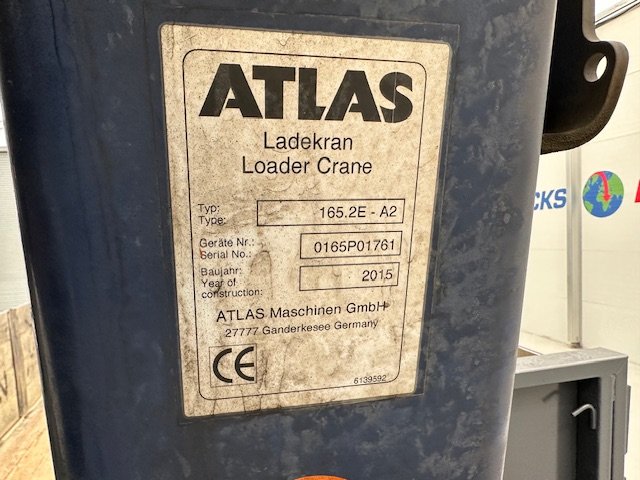 ATLAS
Ladekran
Loader Crane
Typ:
Type:
165.2E - A2
Geräte Nr.:
Serial No.:
0165P01761
Baujahr:
Year of
construction:
2015
ATLAS Maschinen GmbH
27777 Ganderkesee Germany
CE
6139592
CKS